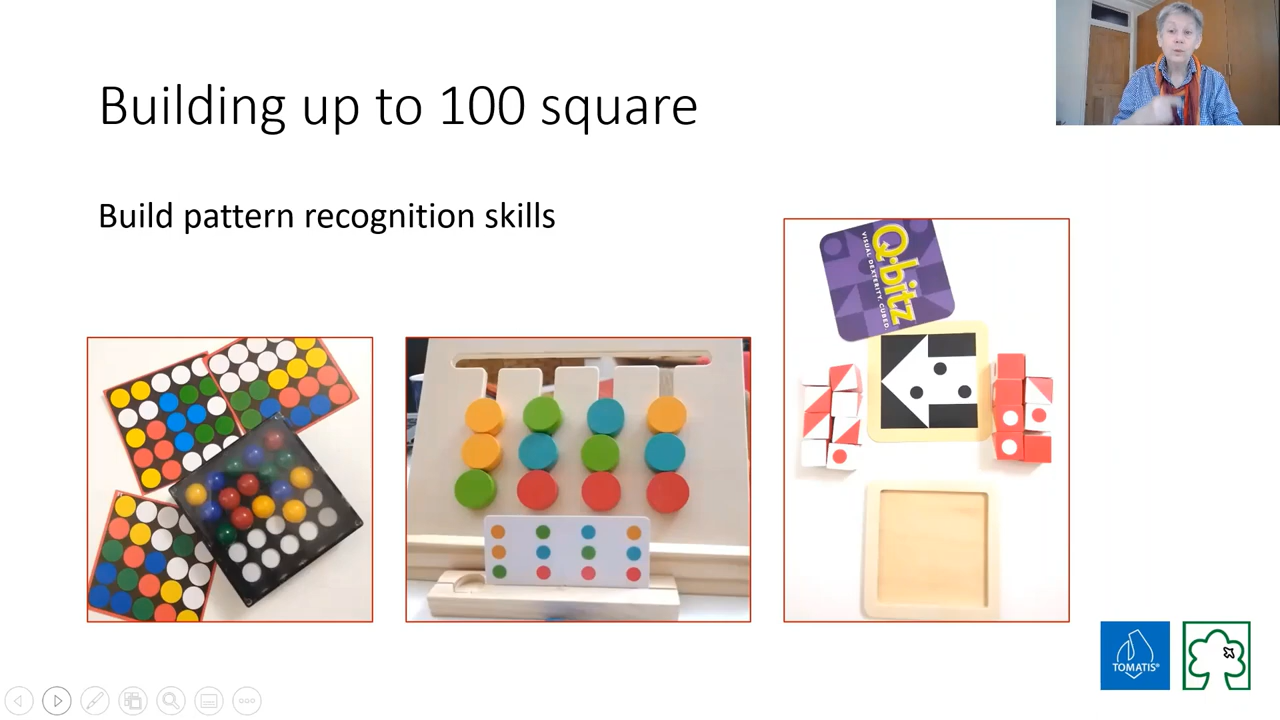 Building up to 100 square
Build pattern recognition skills
Q-bitz
VISUAL DEXTERITY, CUBED.
TOMATIS®